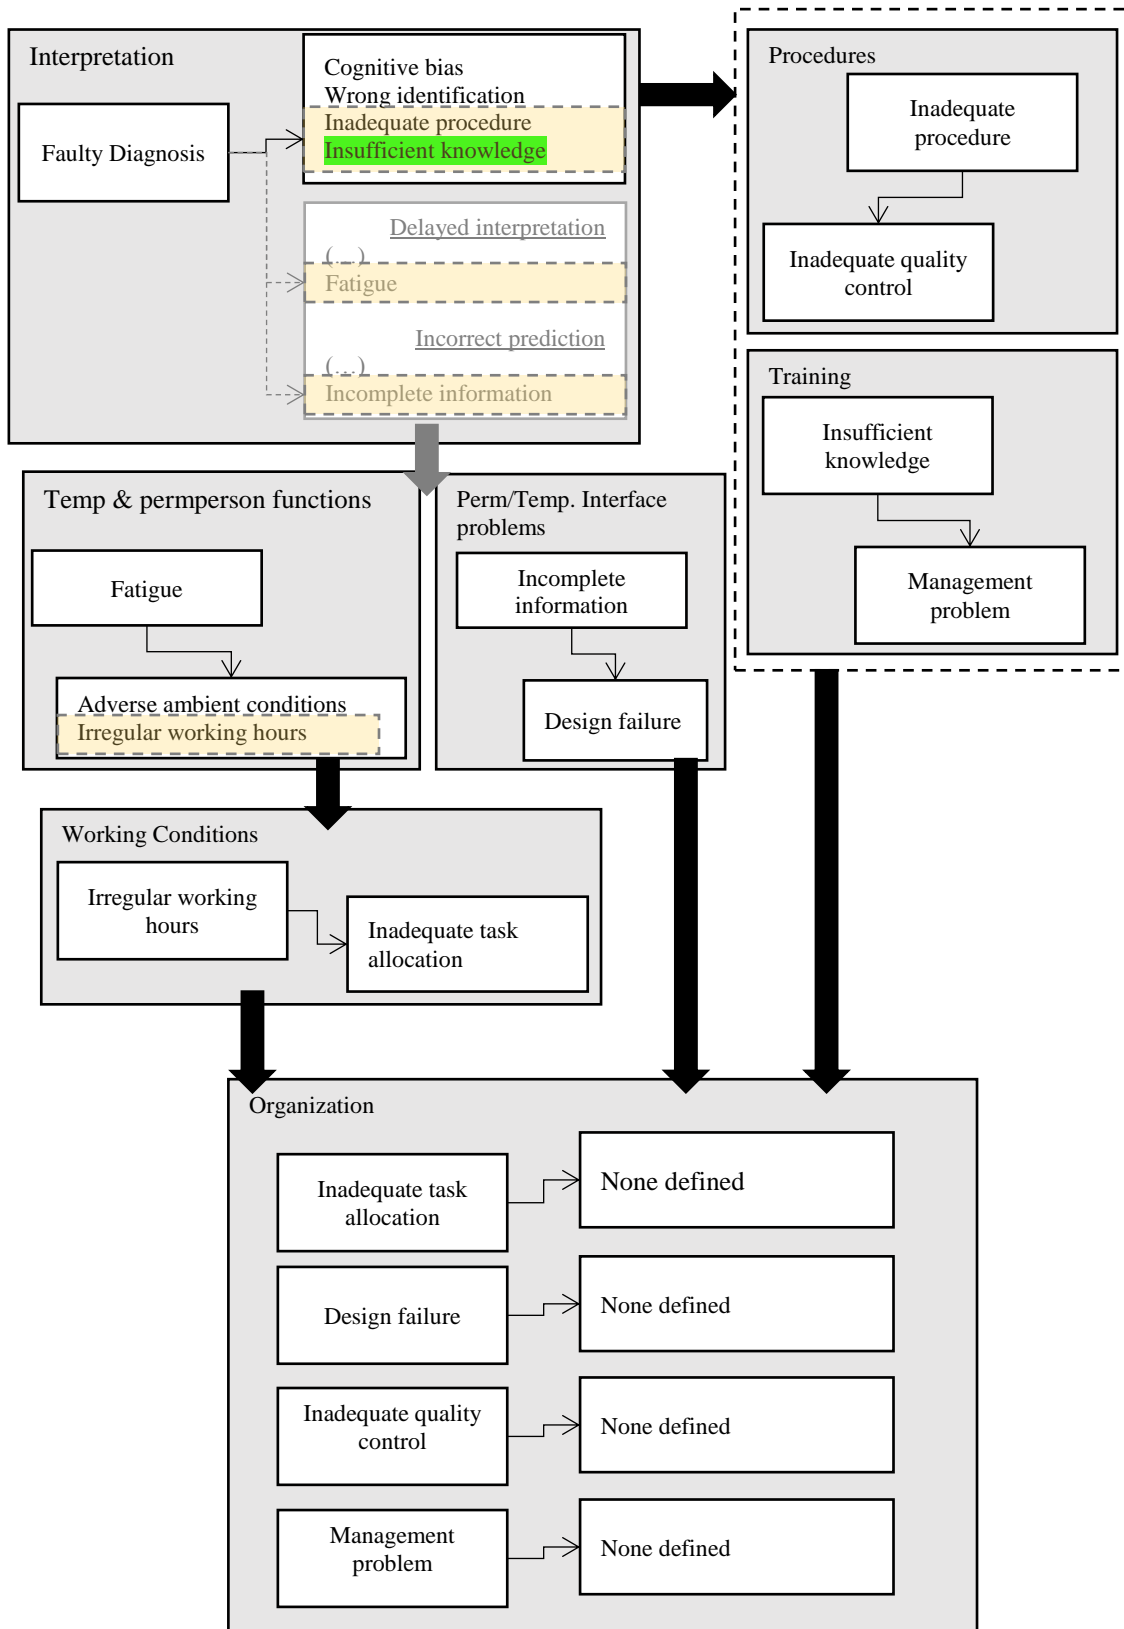 Interpretation
Faulty Diagnosis
Cognitive bias
Wrong identification
Inadequate procedure
Insufficient knowledge
Delayed interpretation
(…)
Fatigue
Incorrect prediction
(…)
Incomplete information
Procedures
Inadequate
procedure
Inadequate quality
control
Training
Insufficient
knowledge
Management
problem
Temp & permperson functions
Fatigue
Adverse ambient conditions
Irregular working hours
Perm/Temp. Interface
problems
Incomplete
information
Design failure
Working Conditions
Irregular working
hours
Inadequate task
allocation
Organization
Inadequate task
allocation
None defined
Design failure
None defined
Inadequate quality
control
None defined
Management
problem
None defined